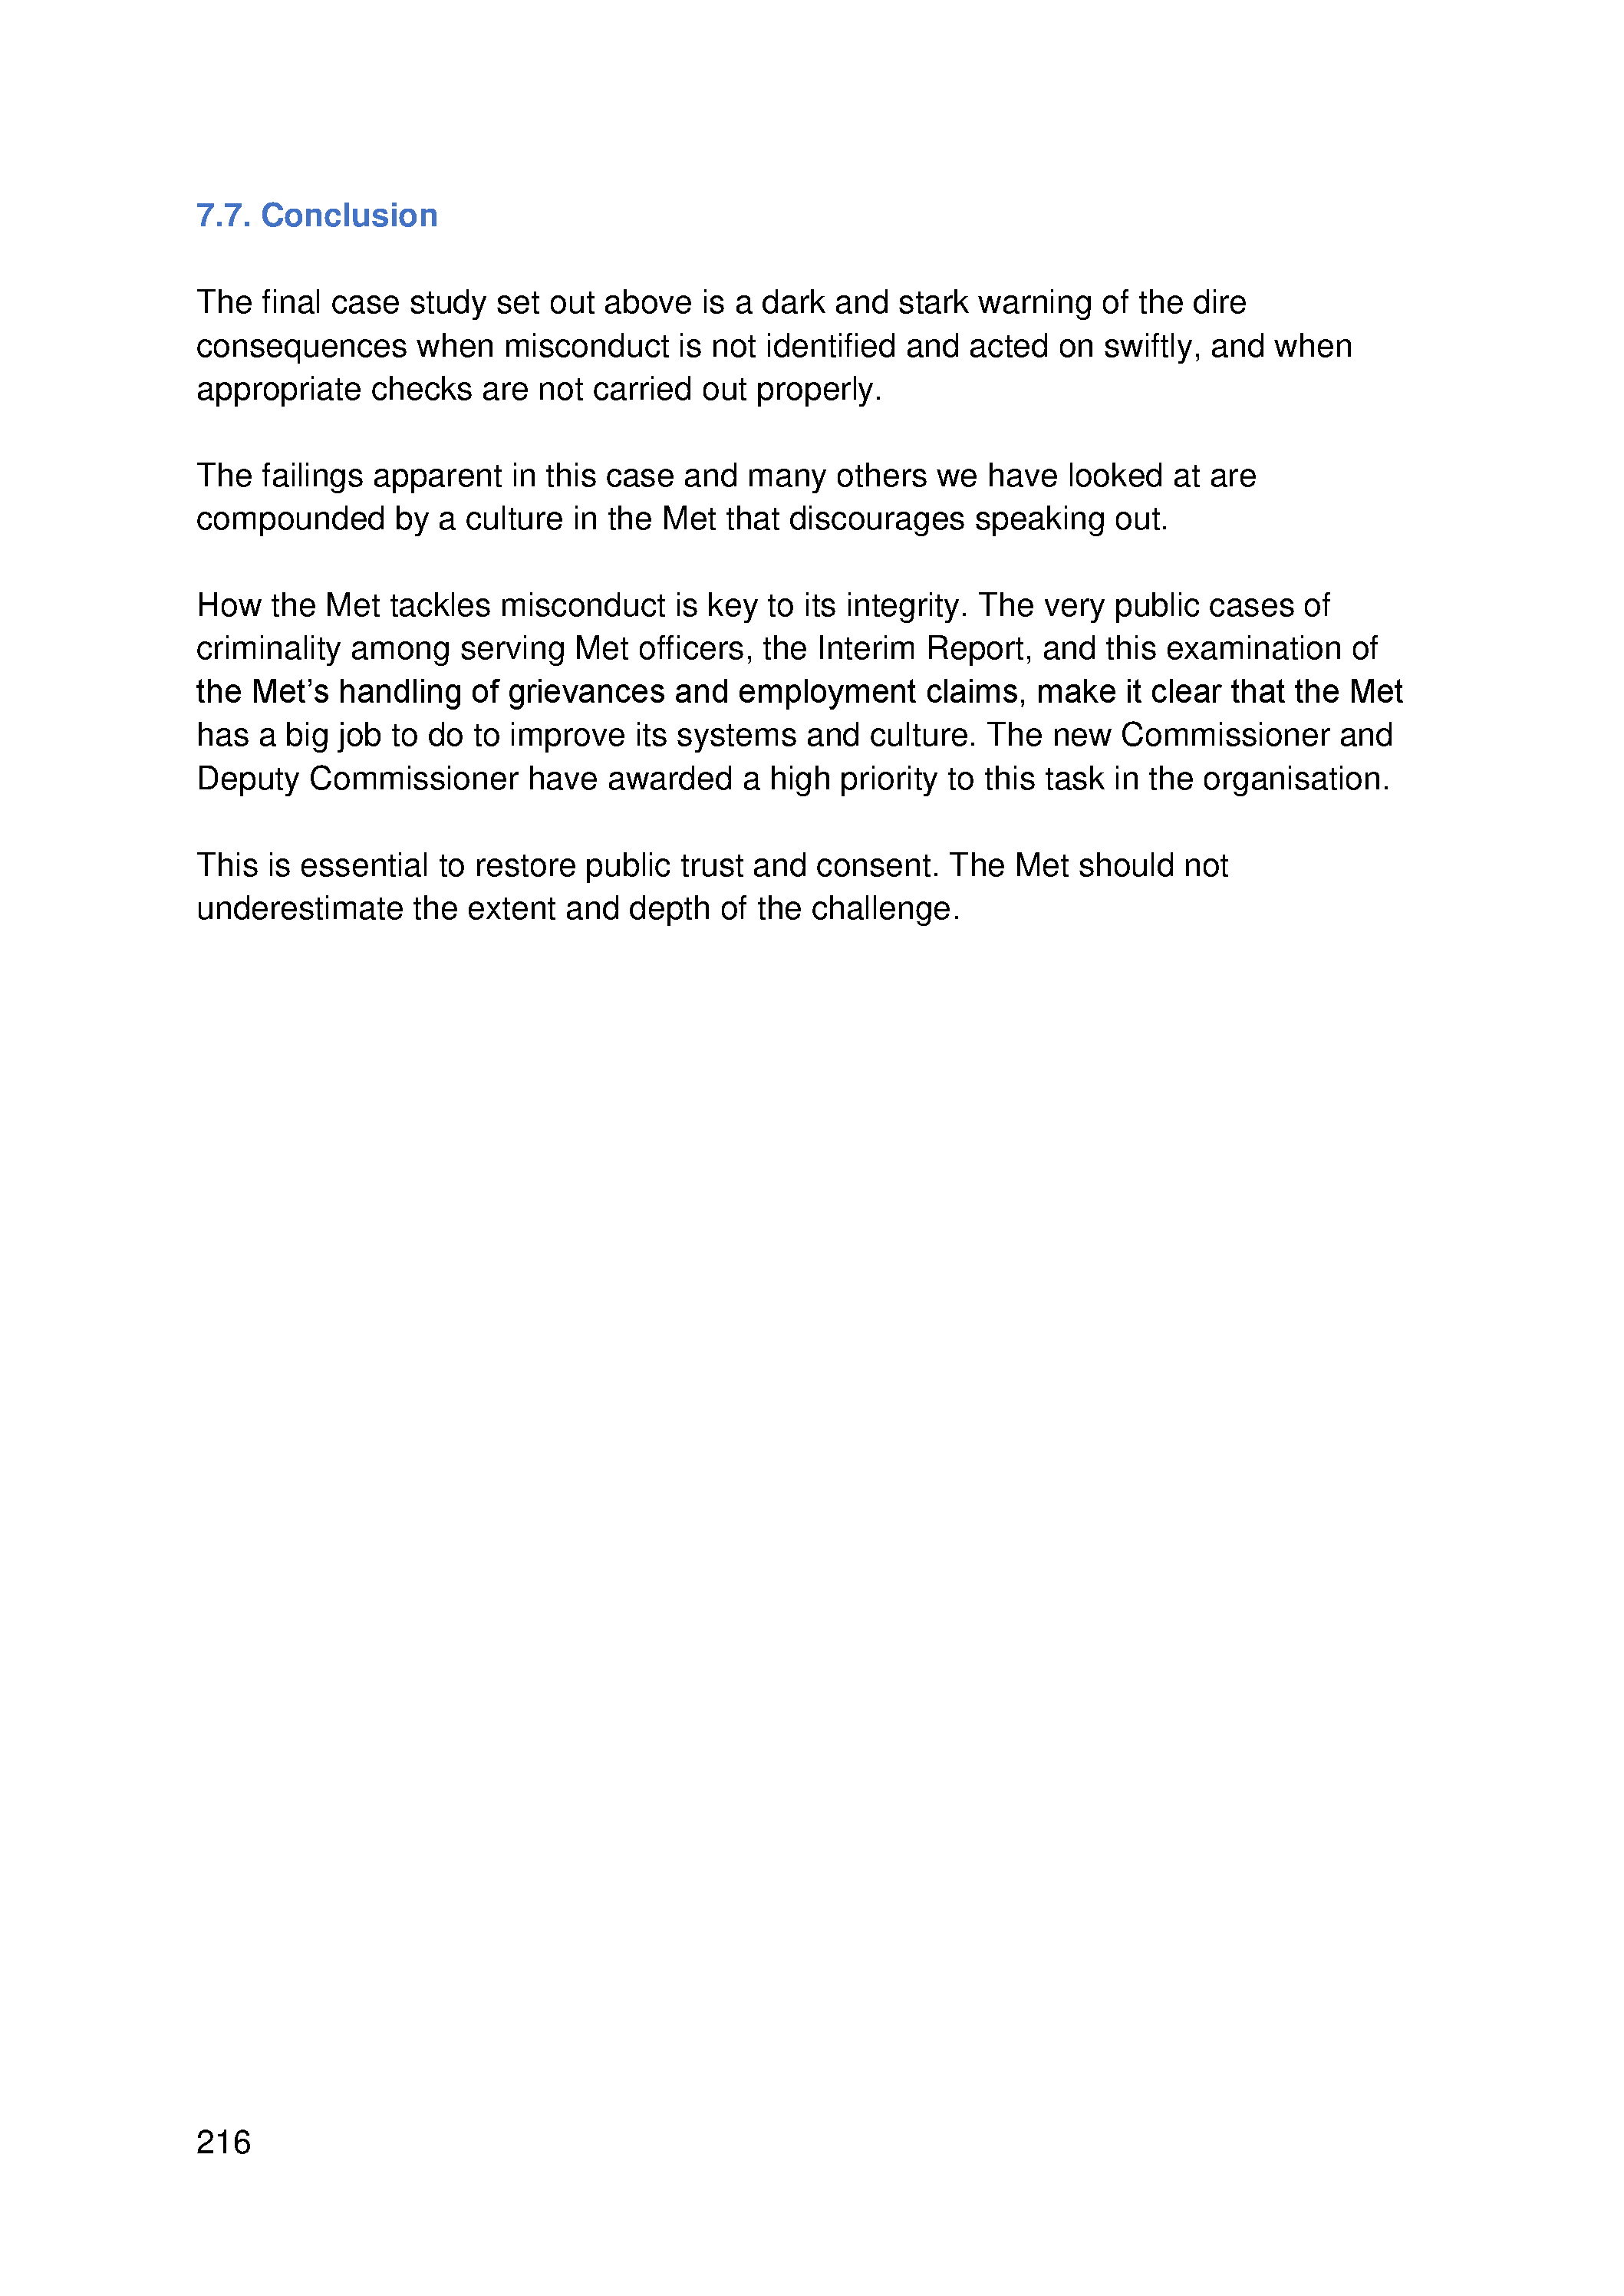 7.7. Conclusion
The final case study set out above is a dark and stark warning of the dire
consequences when misconduct is not identified and acted on swiftly, and when
appropriate checks are not carried out properly.
The failings apparent in this case and many others we have looked at are
compounded by a culture in the Met that discourages speaking out.
How the Met tackles misconduct is key to its integrity. The very public cases of
criminality among serving Met officers, the Interim Report, and this examination of
the Met’s handling of grievances and employment claims, make it clear that the Met
has a big job to do to improve its systems and culture. The new Commissioner and
Deputy Commissioner have awarded a high priority to this task in the organisation.
This is essential to restore public trust and consent. The Met should not
underestimate the extent and depth of the challenge.
216